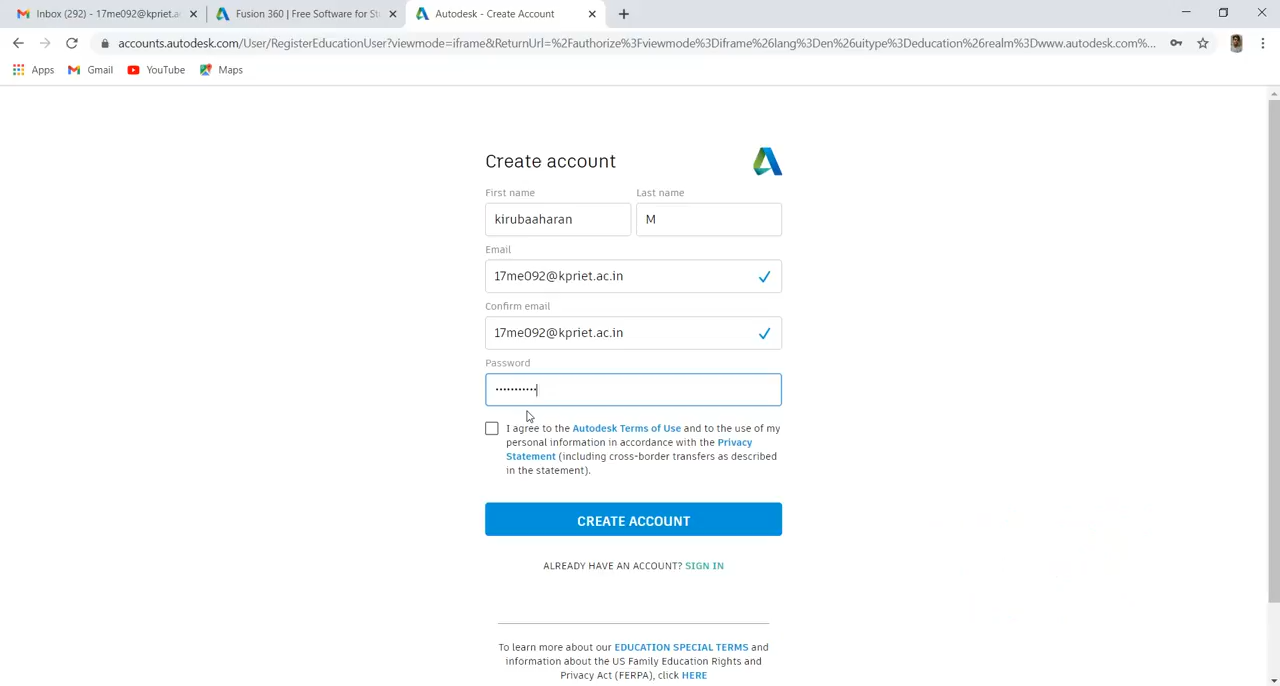 Inbox (292) - 17me092@kpriet.a
Fusion 360 | Free Software for St
Autodesk - Create Account
accounts.autodesk.com/User/RegisterEducationUser?viewmode=iframe&ReturnUrl=%2Fauthorize%3Fviewmode%3Diframe%26lang%3Den%26uitype%3Deducation%26realm%3Dwww.autodesk.com%...
Apps
Gmail
YouTube
Maps
Create account
First name
Last name
kirubaaharan
M
Email
17me092@kpriet.ac.in
Confirm email
17me092@kpriet.ac.in
Password
•••••••••••
I agree to the Autodesk Terms of Use and to the use of my
personal information in accordance with the Privacy
Statement (including cross-border transfers as described
in the statement).
CREATE ACCOUNT
ALREADY HAVE AN ACCOUNT? SIGN IN
To learn more about our EDUCATION SPECIAL TERMS and
information about the US Family Education Rights and
Privacy Act (FERPA), click HERE